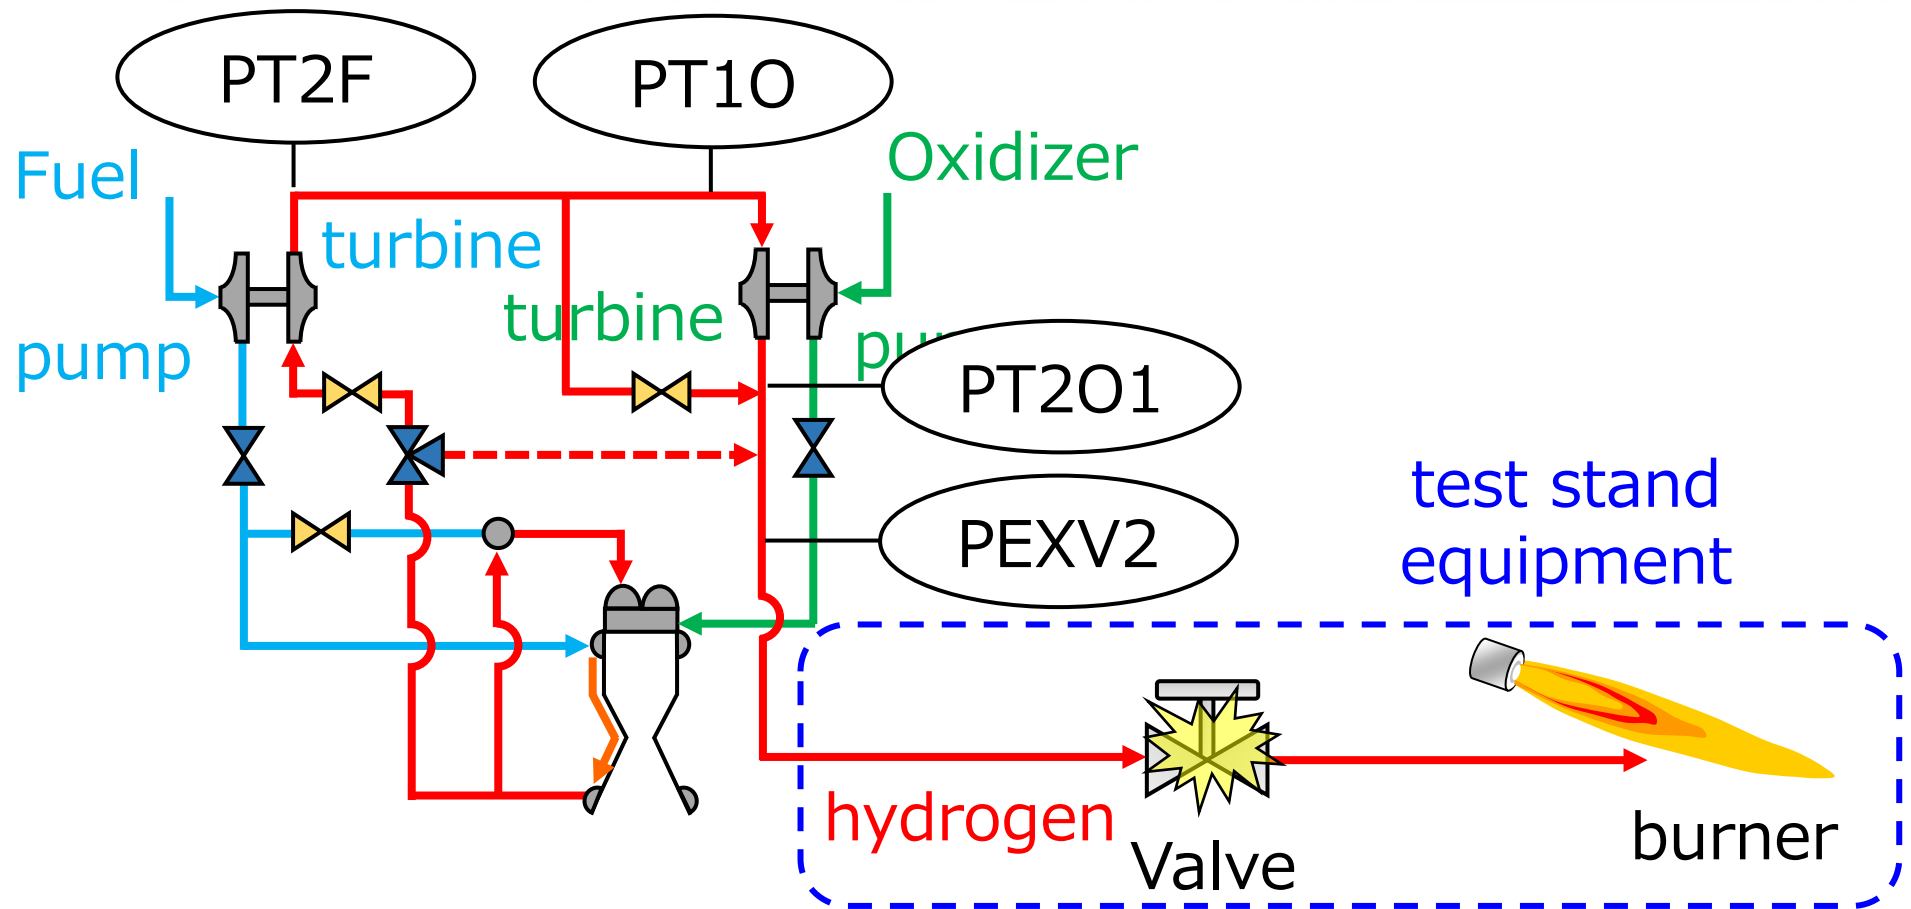 PT2F
PT1O
Fuel
Oxidizer
turbine
turbine
pump
PT2O1
PEXV2
test stand
equipment
hydrogen
Valve
burner